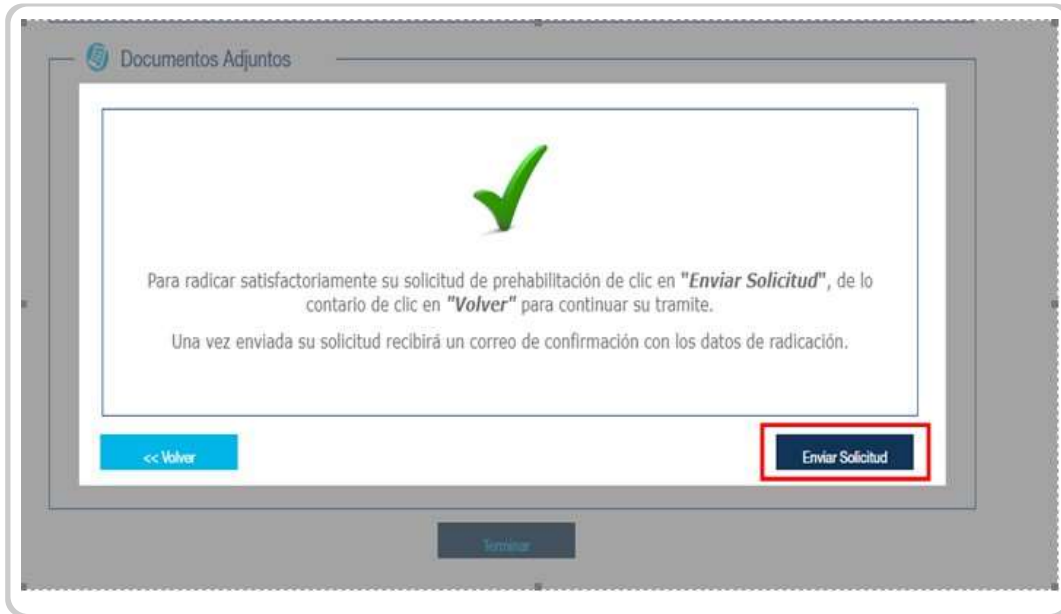 Documentos Adjuntos
Para radicar satisfactoriamente su solicitud de prehabilitación de clic en "Enviar Solicitud", de lo
contario de clic en "Volver" para continuar su tramite.
Una vez enviada su solicitud recibirá un correo de confirmación con los datos de radicación.
<< Volver
Enviar Solicitud
Terminar